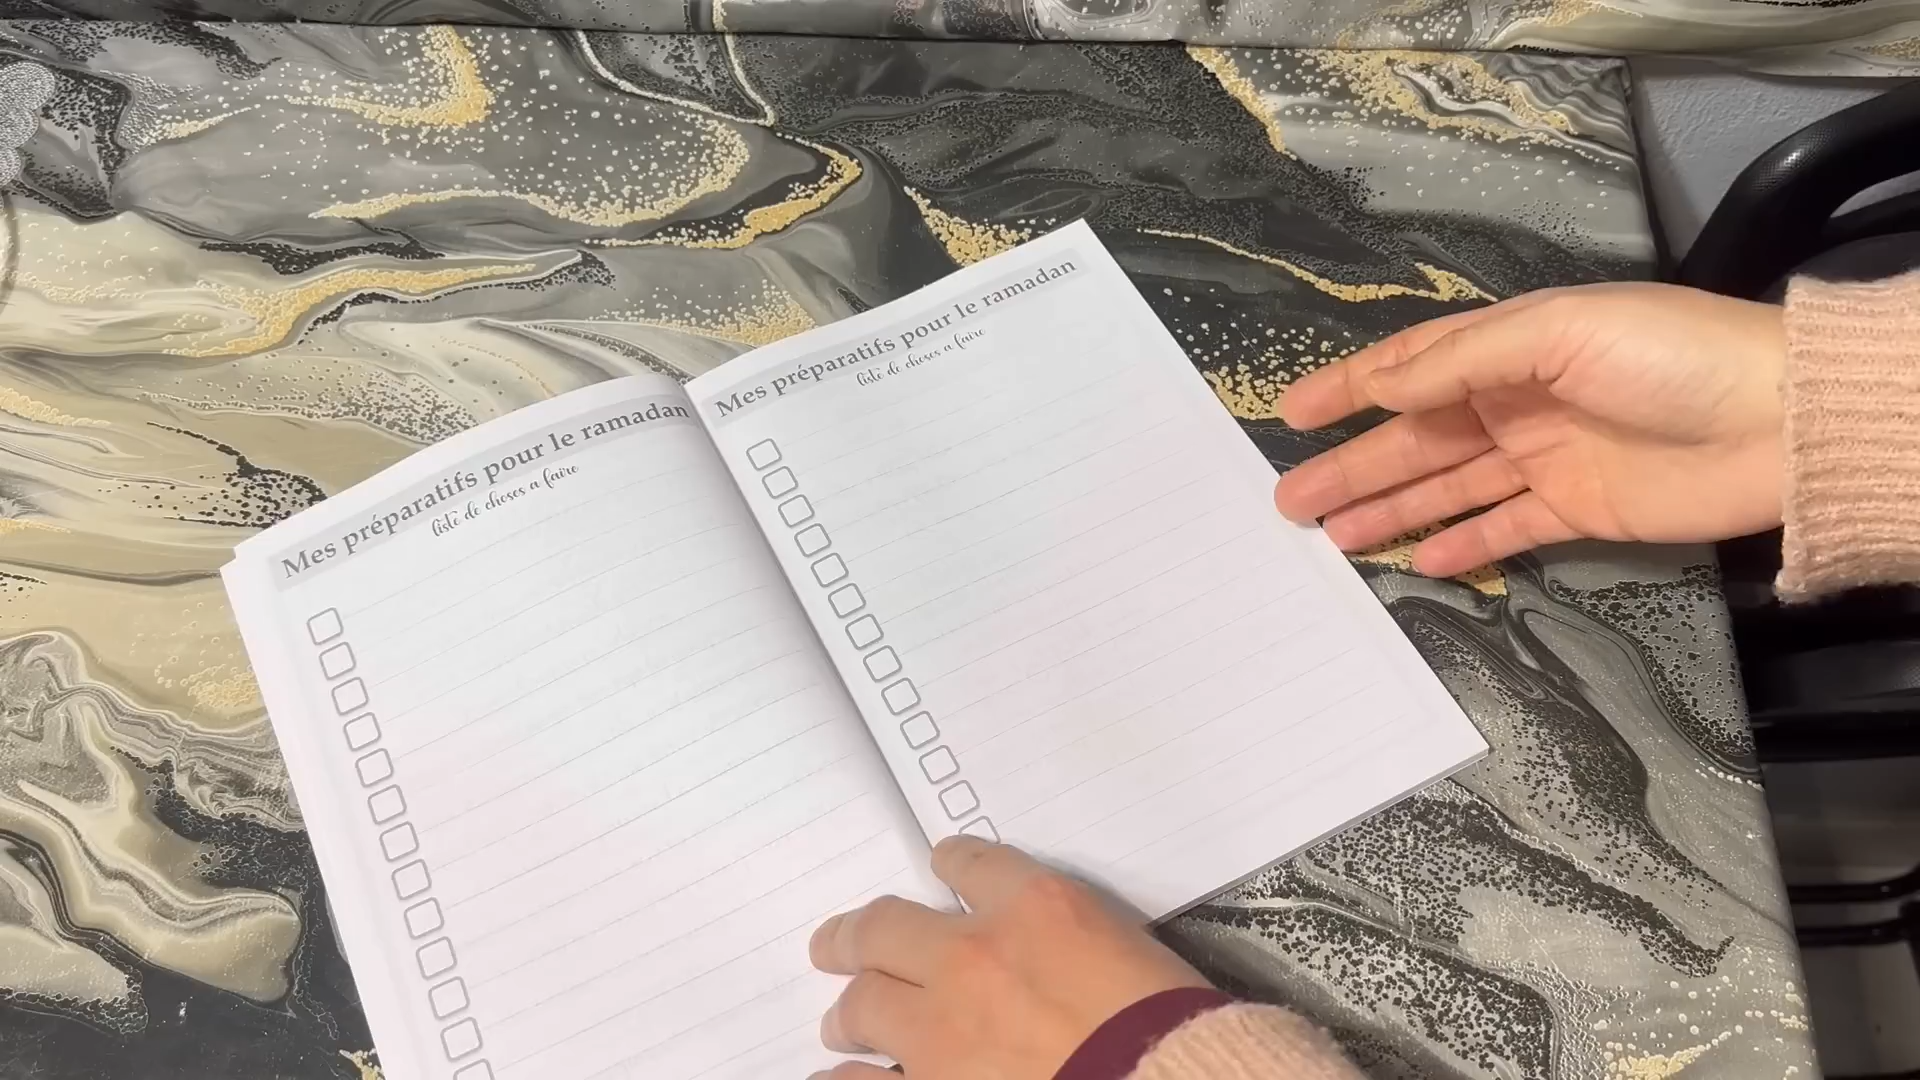 Mes préparatifs pour le ramadan
liste de choses a faire
Mes préparatifs pour le ramadan
liste de choses a faire